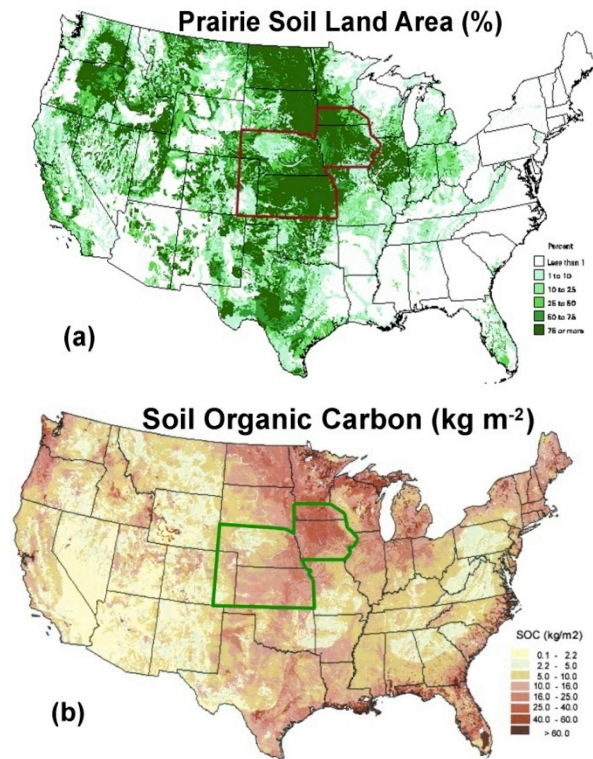 Prairie Soil Land Area (%)
Percent
Less than 1
1 to 10
10 to 25
25 to 50
50 to 75
75 or more
(a)
Soil Organic Carbon (kg m⁻²)
SOC (kg/m2)
0.1 - 2.2
2.2 - 5.0
5.0 - 10.0
10.0 - 16.0
16.0 - 25.0
25.0 - 40.0
40.0 - 60.0
> 60.0
(b)